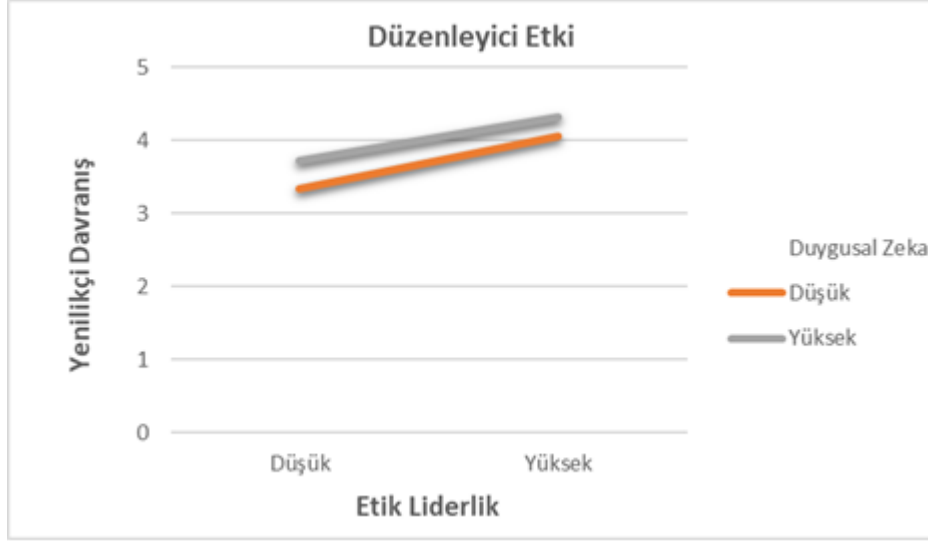 Düzenleyici Etki
5
4
3
2
1
0
Yenilikçi Davranış
Düşük
Yüksek
Etik Liderlik
Duygusal Zeka
Düşük
Yüksek